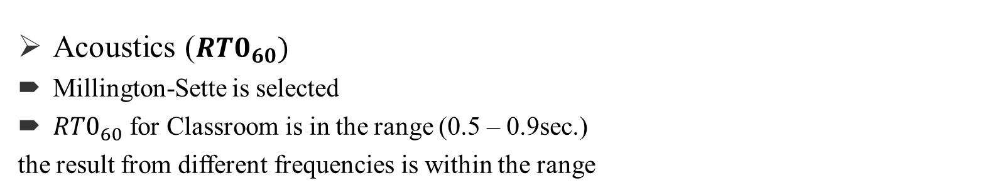 ➢ Acoustics (RT0₆₀)
Millington-Sette is selected
RT0₆₀ for Classroom is in the range (0.5 – 0.9sec.)
the result from different frequencies is within the range